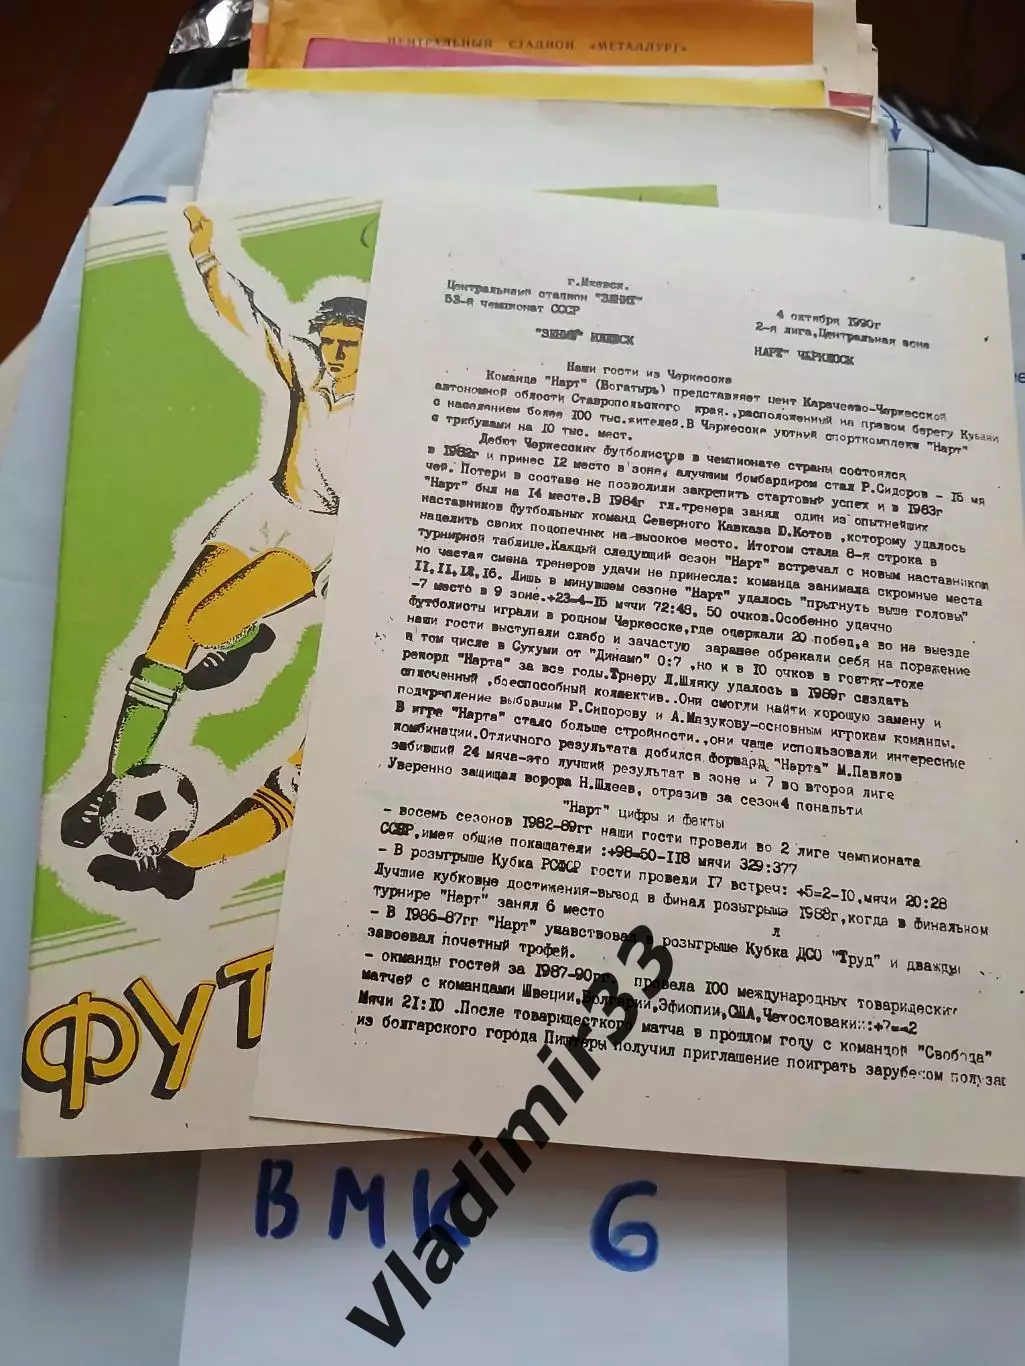 ЦЕНТРАЛЬНЫЙ СТАДИОН «МЕТАЛЛУРГ»
г.Ижевск.
Центральный стадион "ЗЕНИТ"
53-й чемпионат СССР
4 октября 1990г
2-я лига,Центральная зона
"ЗЕНИТ" ИЖЕВСК
НАРТ" ЧЕРКЕССК
Наши гости из Черкесска
Команда "Нарт" (Богатырь) представляет цент Карачаево-Черкесской
автономной области Ставропольского края.,расположенный на правом берегу Кубани
с населением более 100 тыс.жителей.В Черкесске уютный спорткомплекс "Нарт"
с трибунами на 10 тыс. мест.
Дебют Черкесских футболистов в чемпионате страны состоялся
в 1982г и принес 12 место в зоне, алучшим бомбардиром стал Р.Сидоров - 15 мя
чей. Потери в составе не позволили закрепить стартовый успех и в 1983г
"Нарт" был на 14 месте.В 1984г гл.тренера занял один из опытнейших
наставников футбольных команд Северного Кавказа Ю.Котов ,которому удалось
нацелить своих подопечных на высокое место. Итогом стала 8-я строка в
турнирной таблице.Каждый следующий сезон "Нарт" встречал с новым наставником
но частая смена тренеров удачи не принесла: команда занимала скромные места
11,11,12,16. Лишь в минувшем сезоне "Нарт" удалось "прыгнуть выше головы"
-7 место в 9 зоне.+23=4-15 мячи 72:48. 50 очков.Особенно удачно
футболисты играли в родном Черкесске,где одержали 20 побед,а во на выезде
наши гости выступали слабо и зачастую заранее обрекали себя на поражение
в том числе в Сухуми от "Динамо" 0:7 ,но и в 10 очков в гостях-тоже
рекорд "Нарта" за все годы.Трнеру Л.Шляку удалось в 1989г сяздать
сплоченный ,боеспособный коллектив..Они смогли найти хорошую замену и
подкрепление выбовшим Р.Сидорову и А.Мазукову-основным игрокам команды.
В игре "Нарта" стало больше стройности.,они чаще использовали интересные
комбинации.Отличного результата добился форвард "Нарта" М.Павлов
забивший 24 мяча-это лучший результат в зоне и 7 во второй лиге
Уверенно защищал ворора Н.Шлеев, отразив за сезон4 пональти
"Нарт" цифры и факты
- восемь сезонов 1982-89гг наши гости провели во 2 лиге чемпионата
СССР,имея общие покащатели :+98=50-118 мячи 329:377
- В розыгрыше Кубка РСФСР гости провели 17 встреч: +5=2-10,мячи 20:28
Лучшие кубковые достижения-вывод в финал розыгрыша 1988г,когда в финальном
турнире "Нарт" занял 6 место
- В 1986-87гг "Нарт" учавствовал в розыгрыше Кубка ДСО "Труд" и дважды
завоевал почетный трофей.
- окманды гостей за 1987-90гг. провела 100 международных товарищеских
матчей с командами Швеции,Болгарии,Эфиопии,США,Чехословаки::+7=-2
Мячи 21:10 .После товарищесткого матча в прошлом году с командой "Свобода"
из болгарского города получил приглашение поиграть зарубежом полузащ
ФУТ
Vladimir33
ВМК 6